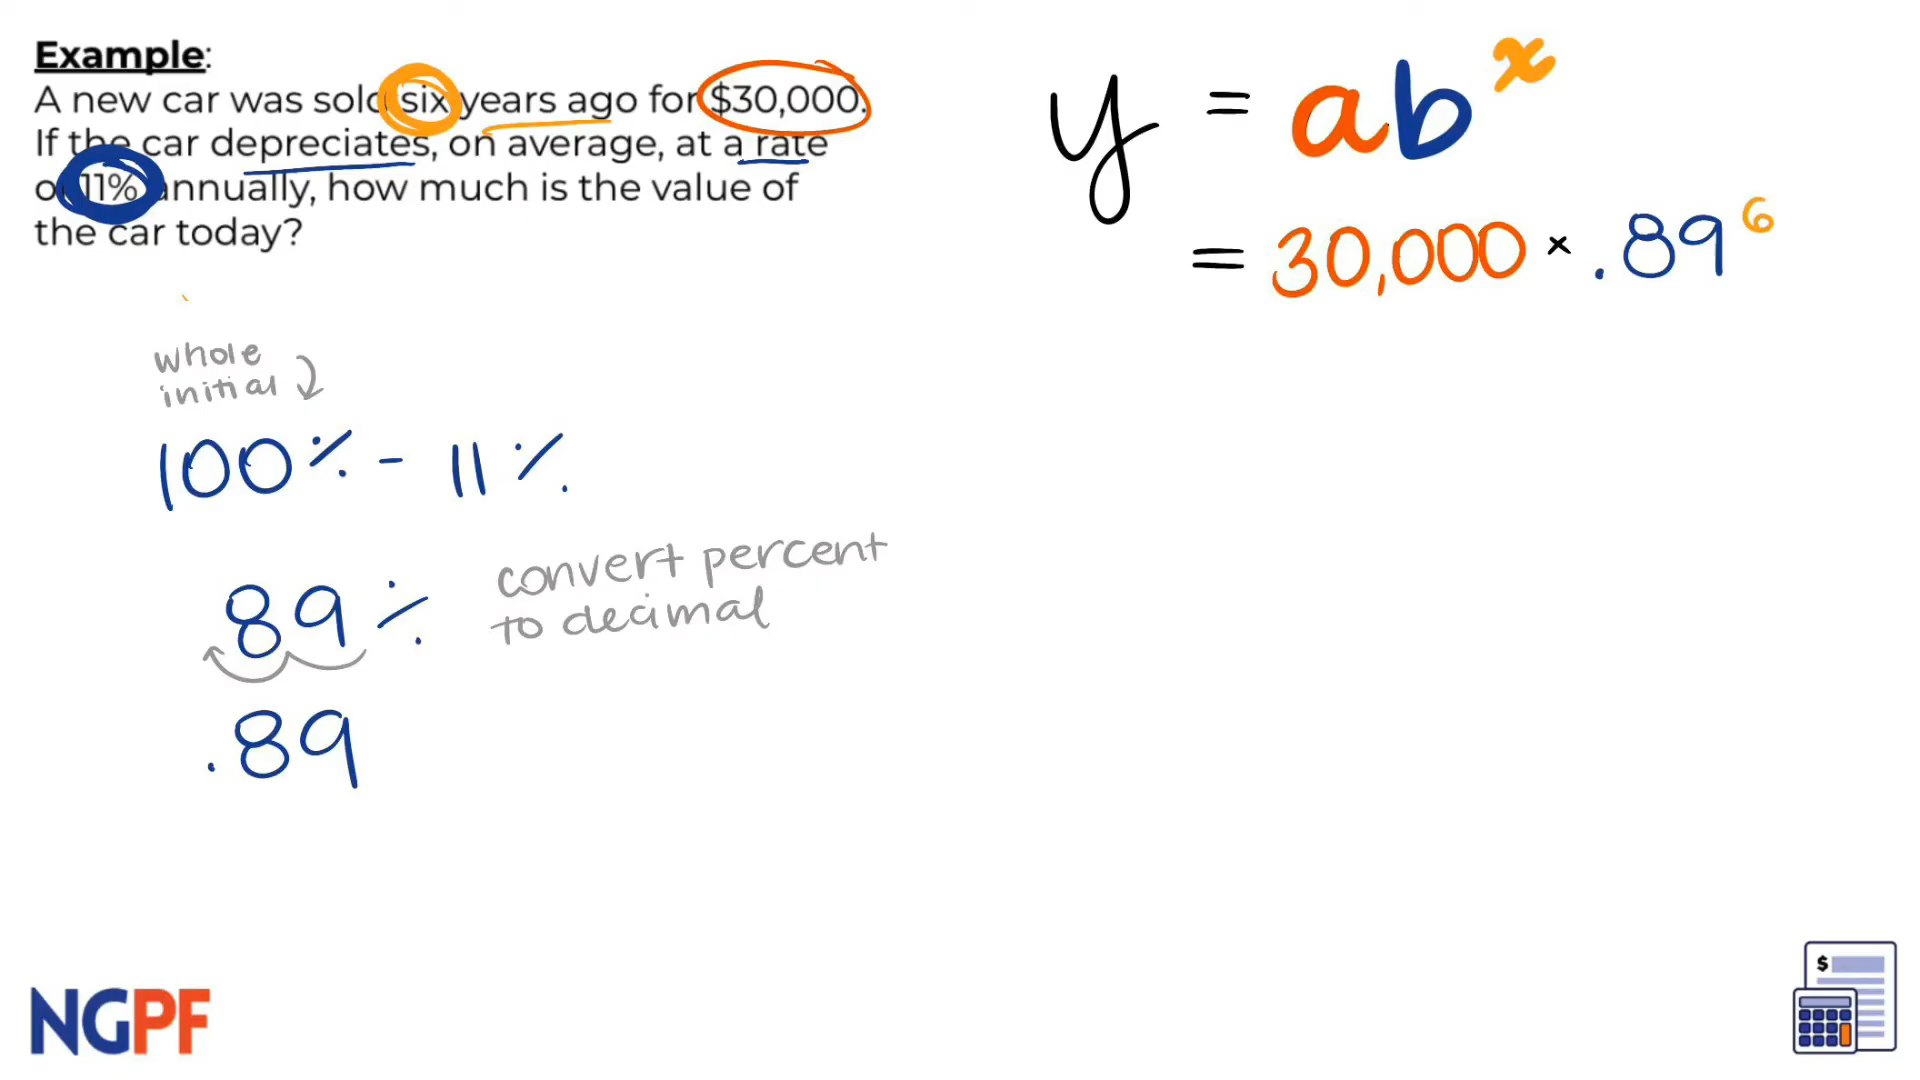 Example:
A new car was sold six years ago for $30,000.
If the car depreciates, on average, at a rate
of 11% annually, how much is the value of
the car today?
y = ab^x
= 30,000 × .89^6
whole
initial
100% - 11%
89%
convert percent
to decimal
.89
NGPF
$